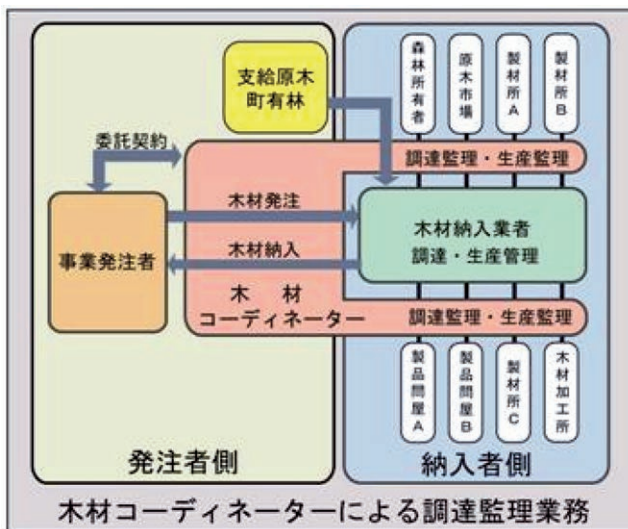 支給原木
町有林
森林所有者
原木市場
製材所A
製材所B
委託契約
調達監理・生産監理
木材発注
事業発注者
木材納入業者
調達・生産管理
木材納入
木　材
コーディネーター
調達監理・生産監理
製品問屋A
製品問屋B
製材所C
木材加工所
発注者側
納入者側
木材コーディネーターによる調達監理業務